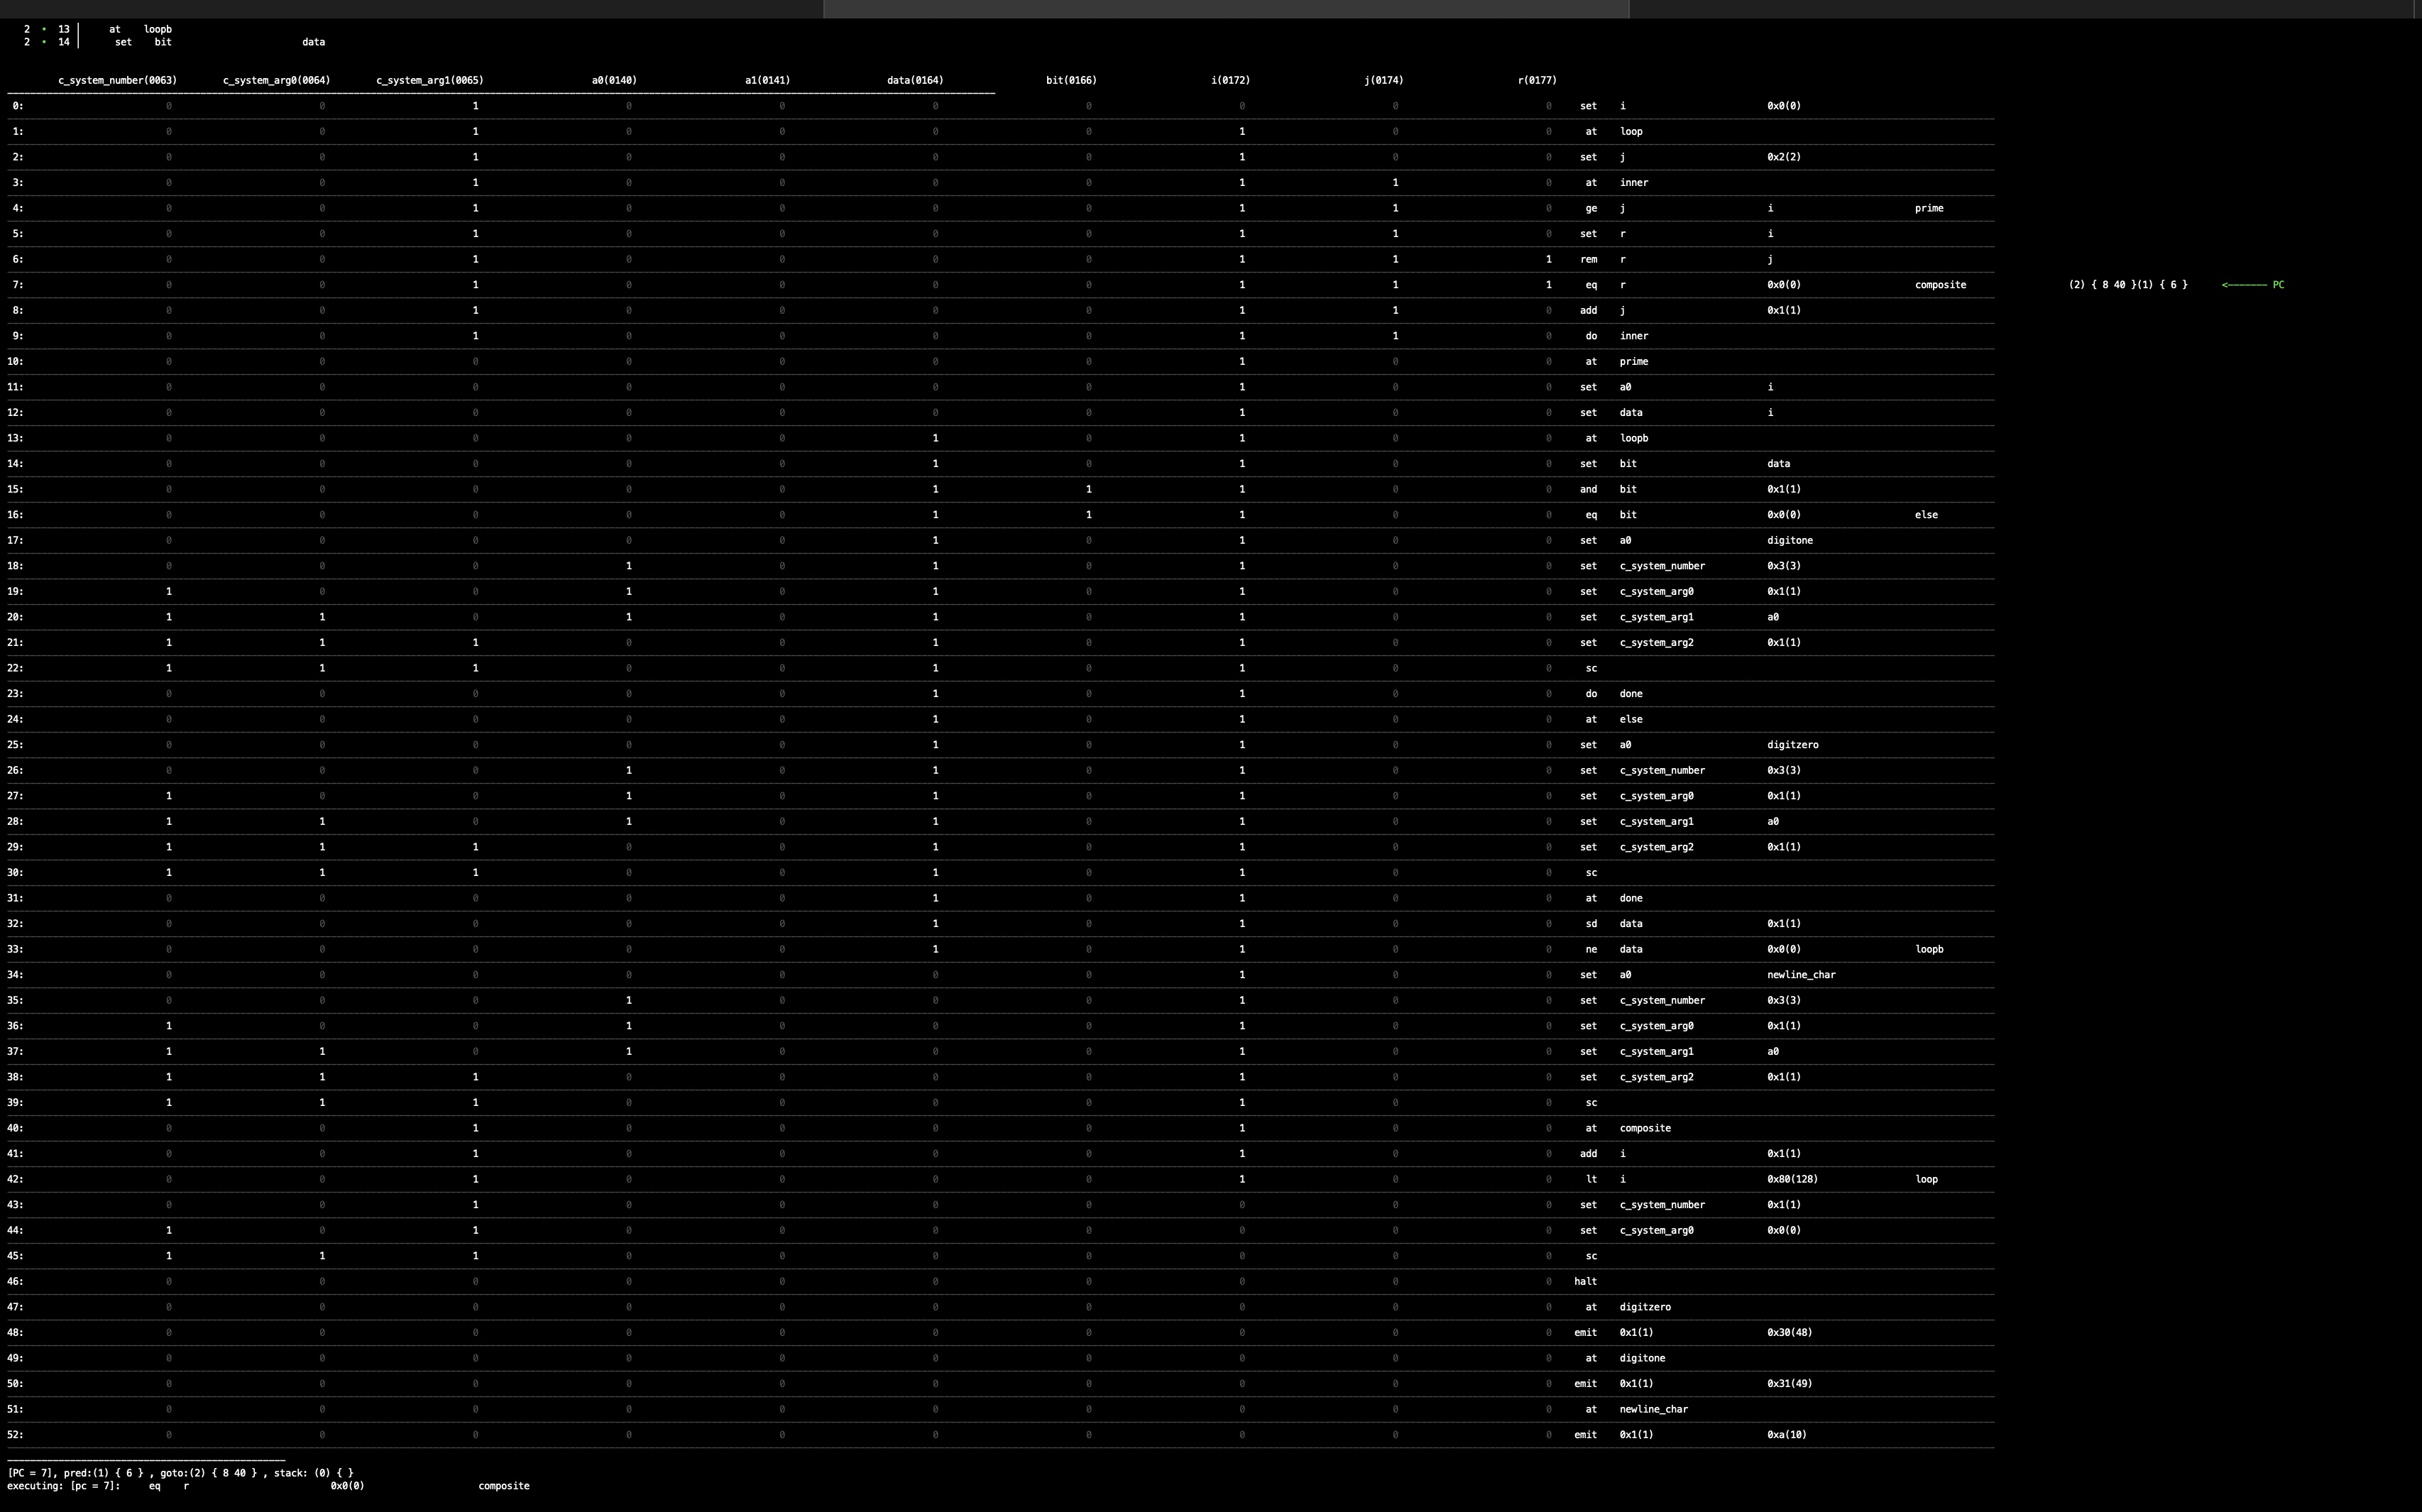 2 • 13 │ at loopb
2 • 14 │ set bit data
c_system_number(0063) c_system_arg0(0064) c_system_arg1(0065) a0(0140) a1(0141) data(0164) bit(0166) i(0172) j(0174) r(0177)
0: 0 0 1 0 0 0 0 0 0 0 set i 0x0(0)
1: 0 0 1 0 0 0 0 1 0 0 at loop
2: 0 0 1 0 0 0 0 1 0 0 set j 0x2(2)
3: 0 0 1 0 0 0 0 1 1 0 at inner
4: 0 0 1 0 0 0 0 1 1 0 ge j i prime
5: 0 0 1 0 0 0 0 1 1 0 set r i
6: 0 0 1 0 0 0 0 1 1 1 rem r j
7: 0 0 1 0 0 0 0 1 1 1 eq r 0x0(0) composite (2) { 8 40 }(1) { 6 } <——————— PC
8: 0 0 1 0 0 0 0 1 1 0 add j 0x1(1)
9: 0 0 1 0 0 0 0 1 1 0 do inner
10: 0 0 0 0 0 0 0 1 0 0 at prime
11: 0 0 0 0 0 0 0 1 0 0 set a0 i
12: 0 0 0 0 0 0 0 1 0 0 set data i
13: 0 0 0 0 0 1 0 1 0 0 at loopb
14: 0 0 0 0 0 1 0 1 0 0 set bit data
15: 0 0 0 0 0 1 1 1 0 0 and bit 0x1(1)
16: 0 0 0 0 0 1 1 1 0 0 eq bit 0x0(0) else
17: 0 0 0 0 0 1 0 1 0 0 set a0 digitone
18: 0 0 0 1 0 1 0 1 0 0 set c_system_number 0x3(3)
19: 1 0 0 1 0 1 0 1 0 0 set c_system_arg0 0x1(1)
20: 1 1 0 1 0 1 0 1 0 0 set c_system_arg1 a0
21: 1 1 1 0 0 1 0 1 0 0 set c_system_arg2 0x1(1)
22: 1 1 1 0 0 1 0 1 0 0 sc
23: 0 0 0 0 0 1 0 1 0 0 do done
24: 0 0 0 0 0 1 0 1 0 0 at else
25: 0 0 0 0 0 1 0 1 0 0 set a0 digitzero
26: 0 0 0 1 0 1 0 1 0 0 set c_system_number 0x3(3)
27: 1 0 0 1 0 1 0 1 0 0 set c_system_arg0 0x1(1)
28: 1 1 0 1 0 1 0 1 0 0 set c_system_arg1 a0
29: 1 1 1 0 0 1 0 1 0 0 set c_system_arg2 0x1(1)
30: 1 1 1 0 0 1 0 1 0 0 sc
31: 0 0 0 0 0 1 0 1 0 0 at done
32: 0 0 0 0 0 1 0 1 0 0 sd data 0x1(1)
33: 0 0 0 0 0 1 0 1 0 0 ne data 0x0(0) loopb
34: 0 0 0 0 0 0 0 1 0 0 set a0 newline_char
35: 0 0 0 1 0 0 0 1 0 0 set c_system_number 0x3(3)
36: 1 0 0 1 0 0 0 1 0 0 set c_system_arg0 0x1(1)
37: 1 1 0 1 0 0 0 1 0 0 set c_system_arg1 a0
38: 1 1 1 0 0 0 0 1 0 0 set c_system_arg2 0x1(1)
39: 1 1 1 0 0 0 0 1 0 0 sc
40: 0 0 1 0 0 0 0 1 0 0 at composite
41: 0 0 1 0 0 0 0 1 0 0 add i 0x1(1)
42: 0 0 1 0 0 0 0 1 0 0 lt i 0x80(128) loop
43: 0 0 1 0 0 0 0 0 0 0 set c_system_number 0x1(1)
44: 1 0 1 0 0 0 0 0 0 0 set c_system_arg0 0x0(0)
45: 1 1 1 0 0 0 0 0 0 0 sc
46: 0 0 0 0 0 0 0 0 0 0 halt
47: 0 0 0 0 0 0 0 0 0 0 at digitzero
48: 0 0 0 0 0 0 0 0 0 0 emit 0x1(1) 0x30(48)
49: 0 0 0 0 0 0 0 0 0 0 at digitone
50: 0 0 0 0 0 0 0 0 0 0 emit 0x1(1) 0x31(49)
51: 0 0 0 0 0 0 0 0 0 0 at newline_char
52: 0 0 0 0 0 0 0 0 0 0 emit 0x1(1) 0xa(10)
[PC = 7], pred:(1) { 6 } , goto:(2) { 8 40 } , stack: (0) { }
executing: [pc = 7]: eq r 0x0(0) composite